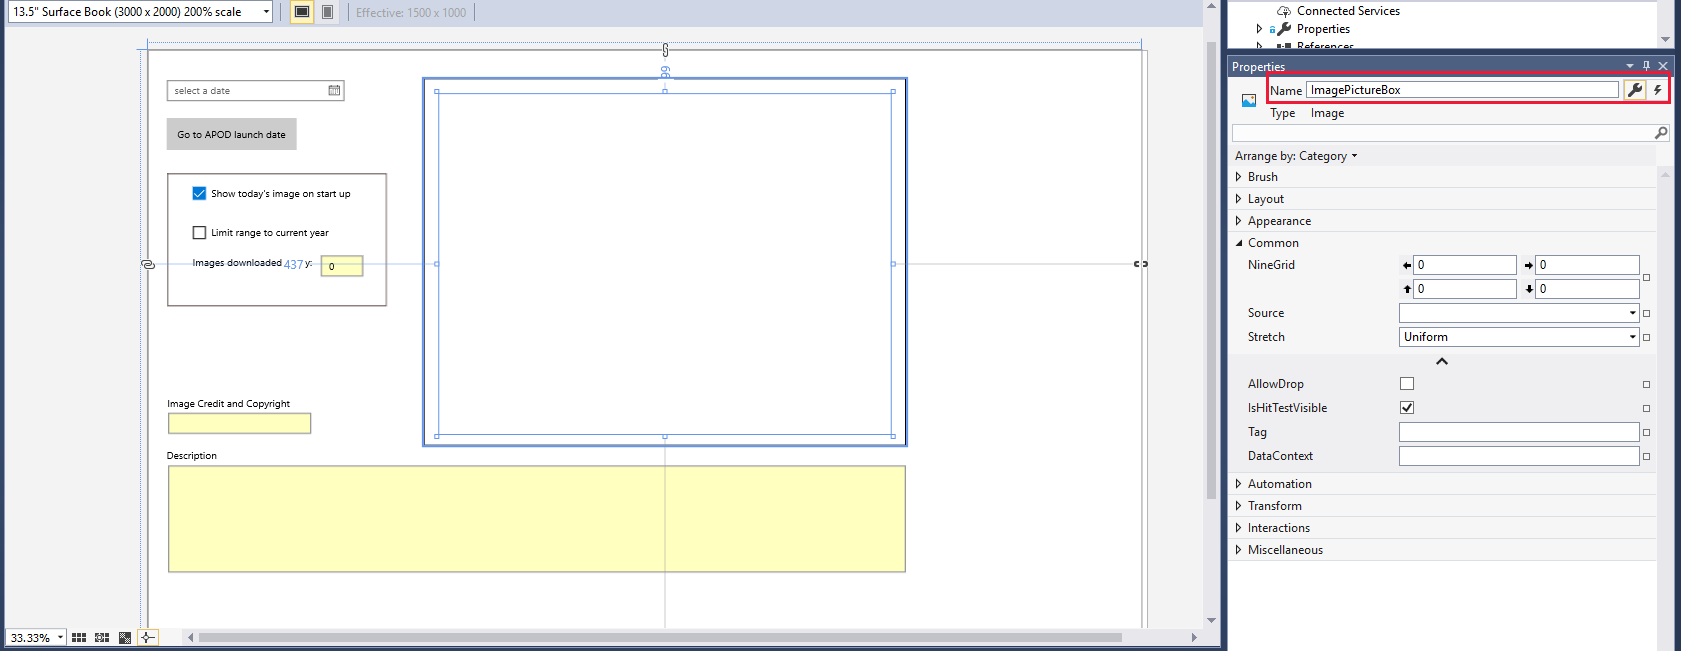 13.5" Surface Book (3000 x 2000) 200% scale
Effective: 1500 x 1000
99
select a date
Go to APOD launch date
Show today's image on start up
Limit range to current year
Images downloaded 437 y:
0
Image Credit and Copyright
Description
33.33%
Connected Services
Properties
References
Properties
Name ImagePictureBox
Type Image
Arrange by: Category
Brush
Layout
Appearance
Common
NineGrid 0 0
0 0
Source
Stretch Uniform
AllowDrop
IsHitTestVisible
Tag
DataContext
Automation
Transform
Interactions
Miscellaneous